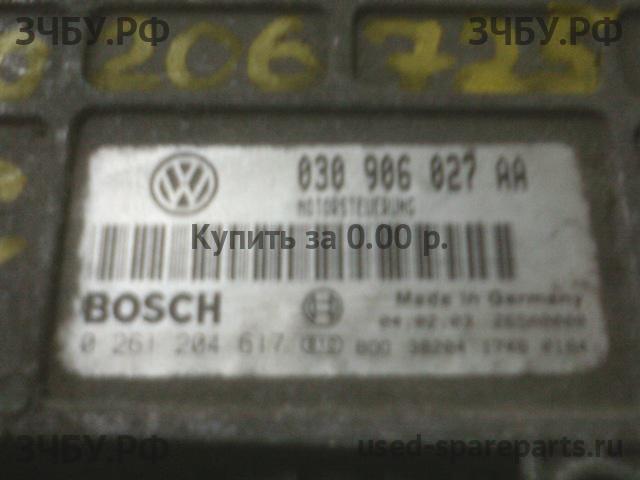 ЗЧБУ.РФ ЗЧБУ.РФ
206 725
030 906 027 AA
MOTORSTEUERUNG
Купить за 0.00 р.
BOSCH
Made in Germany
0 261 204 617
ЗЧБУ.РФ
used-spareparts.ru